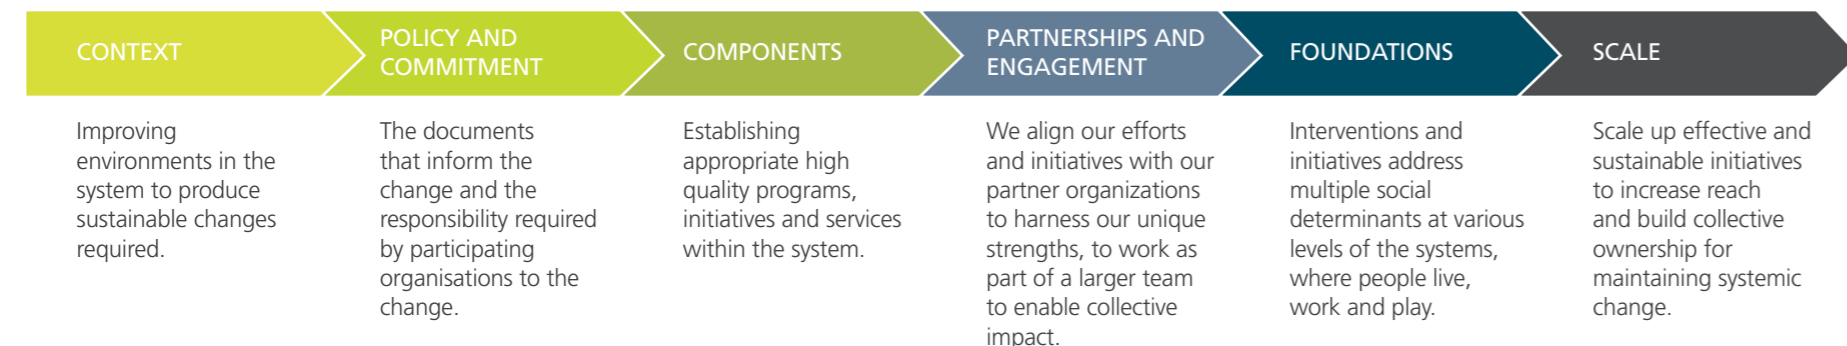 CONTEXT
Improving
environments in the
system to produce
sustainable changes
required.
POLICY AND
COMMITMENT
The documents
that inform the
change and the
responsibility required
by participating
organisations to the
change.
COMPONENTS
Establishing
appropriate high
quality programs,
initiatives and services
within the system.
PARTNERSHIPS AND
ENGAGEMENT
We align our efforts
and initiatives with our
partner organizations
to harness our unique
strengths, to work as
part of a larger team
to enable collective
impact.
FOUNDATIONS
Interventions and
initiatives address
multiple social
determinants at various
levels of the systems,
where people live,
work and play.
SCALE
Scale up effective and
sustainable initiatives
to increase reach
and build collective
ownership for
maintaining systemic
change.